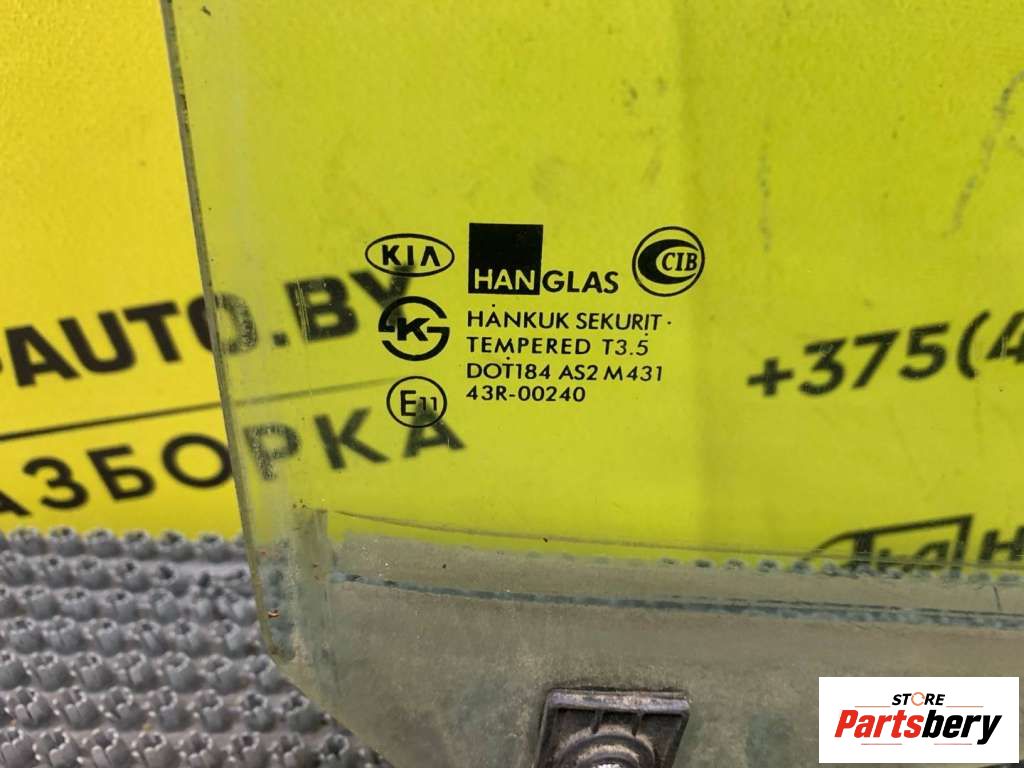 KIA
HANGLAS
CIB
K
HANKUK SEKURIT
TEMPERED T3.5
DOT184 AS2 M431
43R-00240
E11
AUTO.BY
АЗБОРКА
+375(4
STORE
Partsbery